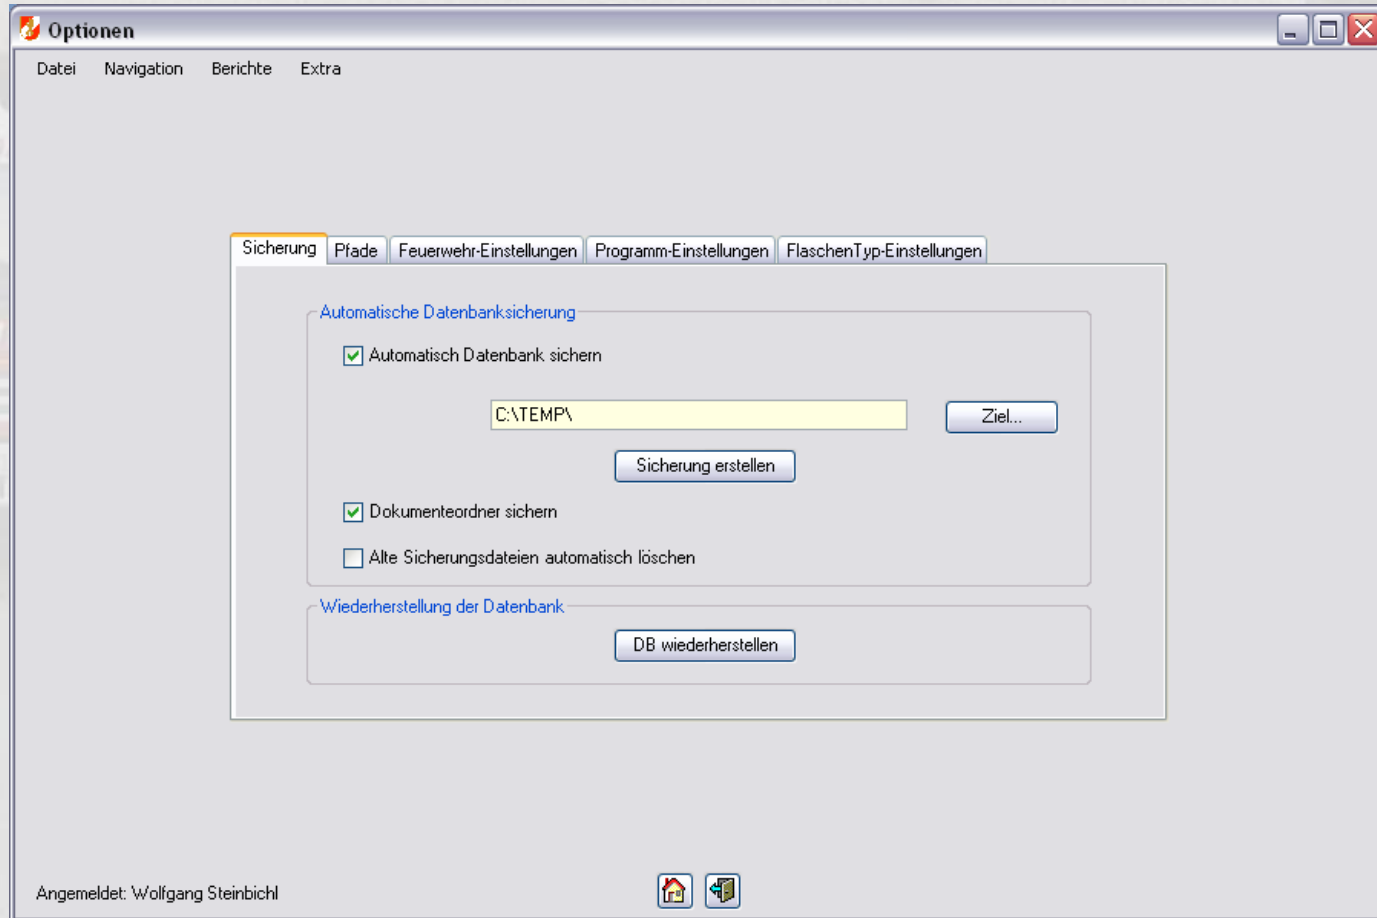 Optionen
Datei Navigation Berichte Extra
Sicherung Pfade Feuerwehr-Einstellungen Programm-Einstellungen FlaschenTyp-Einstellungen
Automatische Datenbanksicherung
Automatisch Datenbank sichern
C:\TEMP\ Ziel...
Sicherung erstellen
Dokumenteordner sichern
Alte Sicherungsdateien automatisch löschen
Wiederherstellung der Datenbank
DB wiederherstellen
Angemeldet: Wolfgang Steinbichl